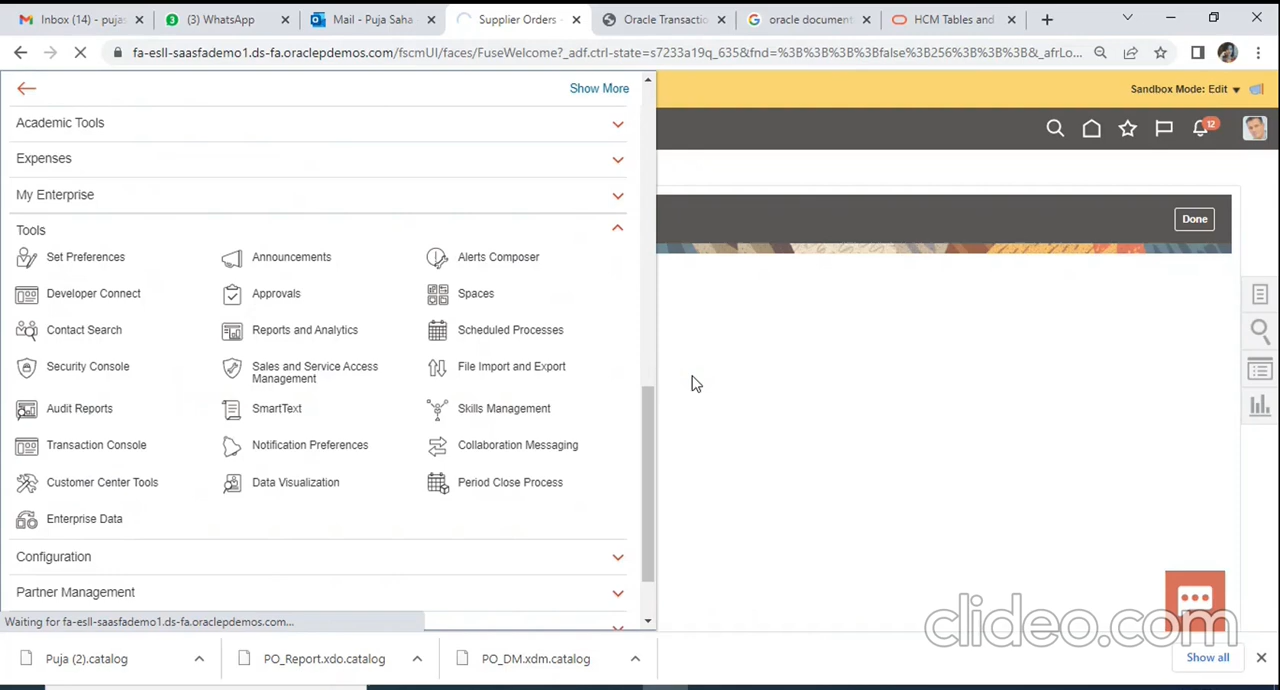 Inbox (14) - pujas
(3) WhatsApp
Mail - Puja Saha
Supplier Orders -
Oracle Transactio
oracle document
HCM Tables and
fa-esll-saasfademo1.ds-fa.oraclepdemos.com/fscmUI/faces/FuseWelcome?_adf.ctrl-state=s7233a19q_635&fnd=%3B%3B%3B%3Bfalse%3B256%3B%3B%3B&_afrLo...
Show More
Sandbox Mode: Edit
12
Academic Tools
Expenses
My Enterprise
Done
Tools
Set Preferences
Announcements
Alerts Composer
Developer Connect
Approvals
Spaces
Contact Search
Reports and Analytics
Scheduled Processes
Security Console
Sales and Service Access
Management
File Import and Export
Audit Reports
SmartText
Skills Management
Transaction Console
Notification Preferences
Collaboration Messaging
Customer Center Tools
Data Visualization
Period Close Process
Enterprise Data
Configuration
Partner Management
Waiting for fa-esll-saasfademo1.ds-fa.oraclepdemos.com...
clideo.com
Puja (2).catalog
PO_Report.xdo.catalog
PO_DM.xdm.catalog
Show all